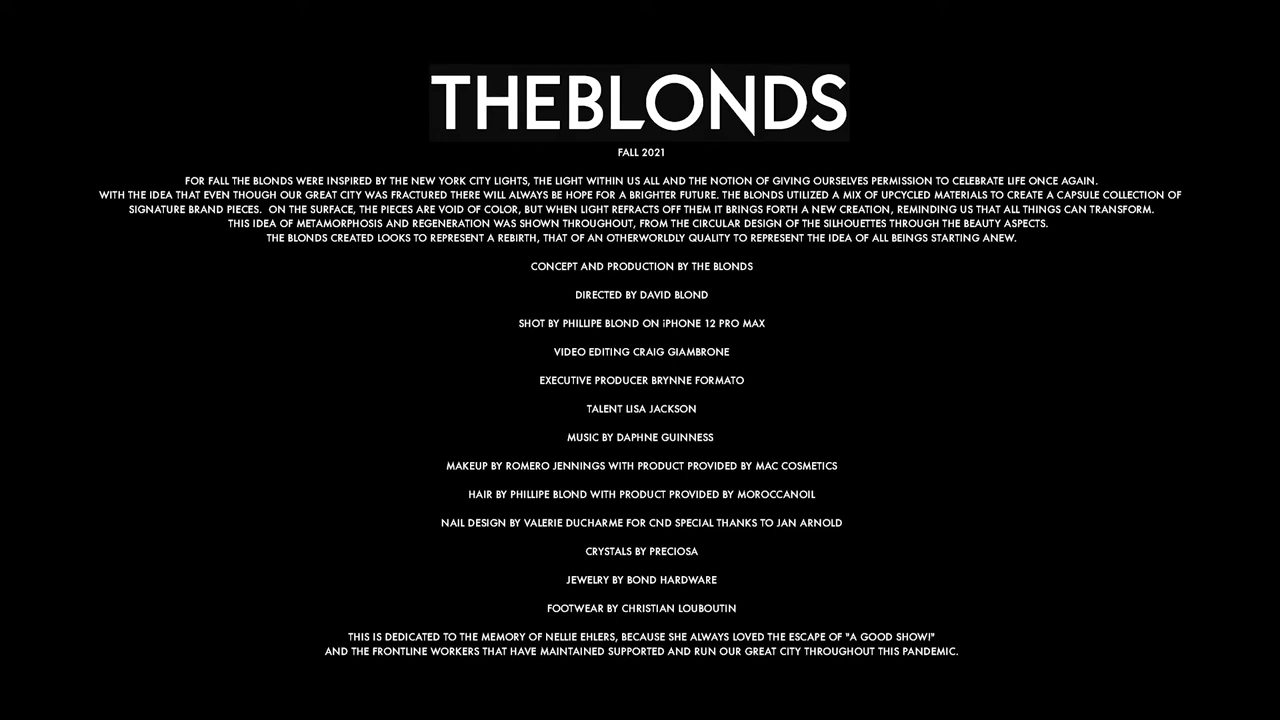 THEBLONDS
FALL 2021
FOR FALL THE BLONDS WERE INSPIRED BY THE NEW YORK CITY LIGHTS, THE LIGHT WITHIN US ALL AND THE NOTION OF GIVING OURSELVES PERMISSION TO CELEBRATE LIFE ONCE AGAIN.
WITH THE IDEA THAT EVEN THOUGH OUR GREAT CITY WAS FRACTURED THERE WILL ALWAYS BE HOPE FOR A BRIGHTER FUTURE. THE BLONDS UTILIZED A MIX OF UPCYCLED MATERIALS TO CREATE A CAPSULE COLLECTION OF
SIGNATURE BRAND PIECES. ON THE SURFACE, THE PIECES ARE VOID OF COLOR, BUT WHEN LIGHT REFRACTS OFF THEM IT BRINGS FORTH A NEW CREATION, REMINDING US THAT ALL THINGS CAN TRANSFORM.
THIS IDEA OF METAMORPHOSIS AND REGENERATION WAS SHOWN THROUGHOUT, FROM THE CIRCULAR DESIGN OF THE SILHOUETTES THROUGH THE BEAUTY ASPECTS.
THE BLONDS CREATED LOOKS TO REPRESENT A REBIRTH, THAT OF AN OTHERWORLDLY QUALITY TO REPRESENT THE IDEA OF ALL BEINGS STARTING ANEW.
CONCEPT AND PRODUCTION BY THE BLONDS
DIRECTED BY DAVID BLOND
SHOT BY PHILLIPE BLOND ON iPHONE 12 PRO MAX
VIDEO EDITING CRAIG GIAMBRONE
EXECUTIVE PRODUCER BRYNNE FORMATO
TALENT LISA JACKSON
MUSIC BY DAPHNE GUINNESS
MAKEUP BY ROMERO JENNINGS WITH PRODUCT PROVIDED BY MAC COSMETICS
HAIR BY PHILLIPE BLOND WITH PRODUCT PROVIDED BY MOROCCANOIL
NAIL DESIGN BY VALERIE DUCHARME FOR CND SPECIAL THANKS TO JAN ARNOLD
CRYSTALS BY PRECIOSA
JEWELRY BY BOND HARDWARE
FOOTWEAR BY CHRISTIAN LOUBOUTIN
THIS IS DEDICATED TO THE MEMORY OF NELLIE EHLERS, BECAUSE SHE ALWAYS LOVED THE ESCAPE OF "A GOOD SHOW!"
AND THE FRONTLINE WORKERS THAT HAVE MAINTAINED SUPPORTED AND RUN OUR GREAT CITY THROUGHOUT THIS PANDEMIC.